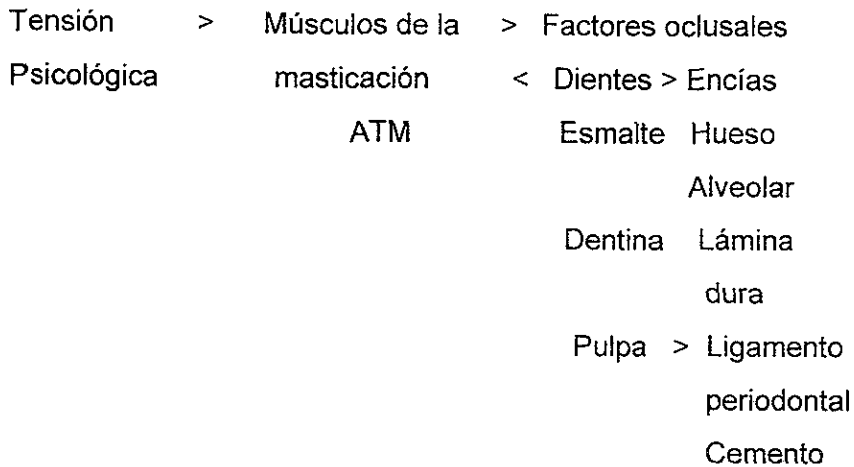 Tensión > Músculos de la > Factores oclusales
Psicológica masticación < Dientes > Encías
ATM Esmalte Hueso
Alveolar
Dentina Lámina
dura
Pulpa > Ligamento
periodontal
Cemento